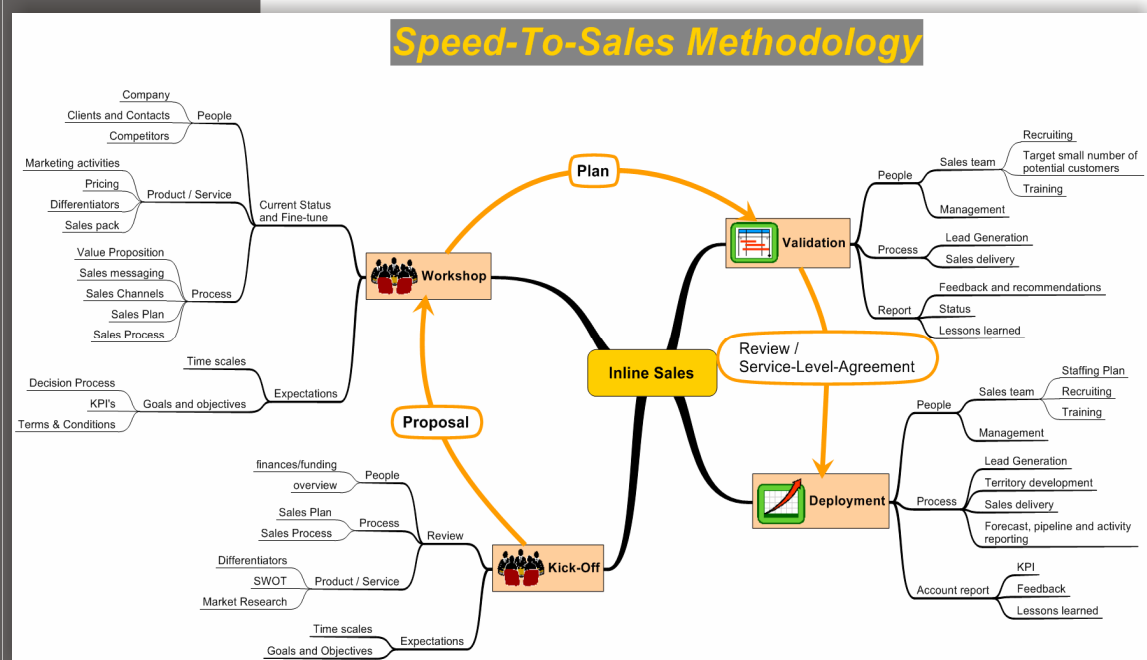 Speed-To-Sales Methodology
Company
Clients and Contacts
Competitors
People
Marketing activities
Pricing
Differentiators
Sales pack
Product / Service
Value Proposition
Sales messaging
Sales Channels
Sales Plan
Sales Process
Process
Current Status
and Fine-tune
Time scales
Decision Process
KPI's
Terms & Conditions
Goals and objectives
Expectations
Workshop
Plan
Validation
People
Sales team
Recruiting
Target small number of
potential customers
Training
Management
Process
Lead Generation
Sales delivery
Report
Feedback and recommendations
Status
Lessons learned
Inline Sales
Review /
Service-Level-Agreement
Proposal
finances/funding
overview
People
Sales Plan
Sales Process
Process
Differentiators
SWOT
Market Research
Product / Service
Review
Time scales
Goals and Objectives
Expectations
Kick-Off
Deployment
People
Sales team
Staffing Plan
Recruiting
Training
Management
Process
Lead Generation
Territory development
Sales delivery
Forecast, pipeline and activity
reporting
Account report
KPI
Feedback
Lessons learned